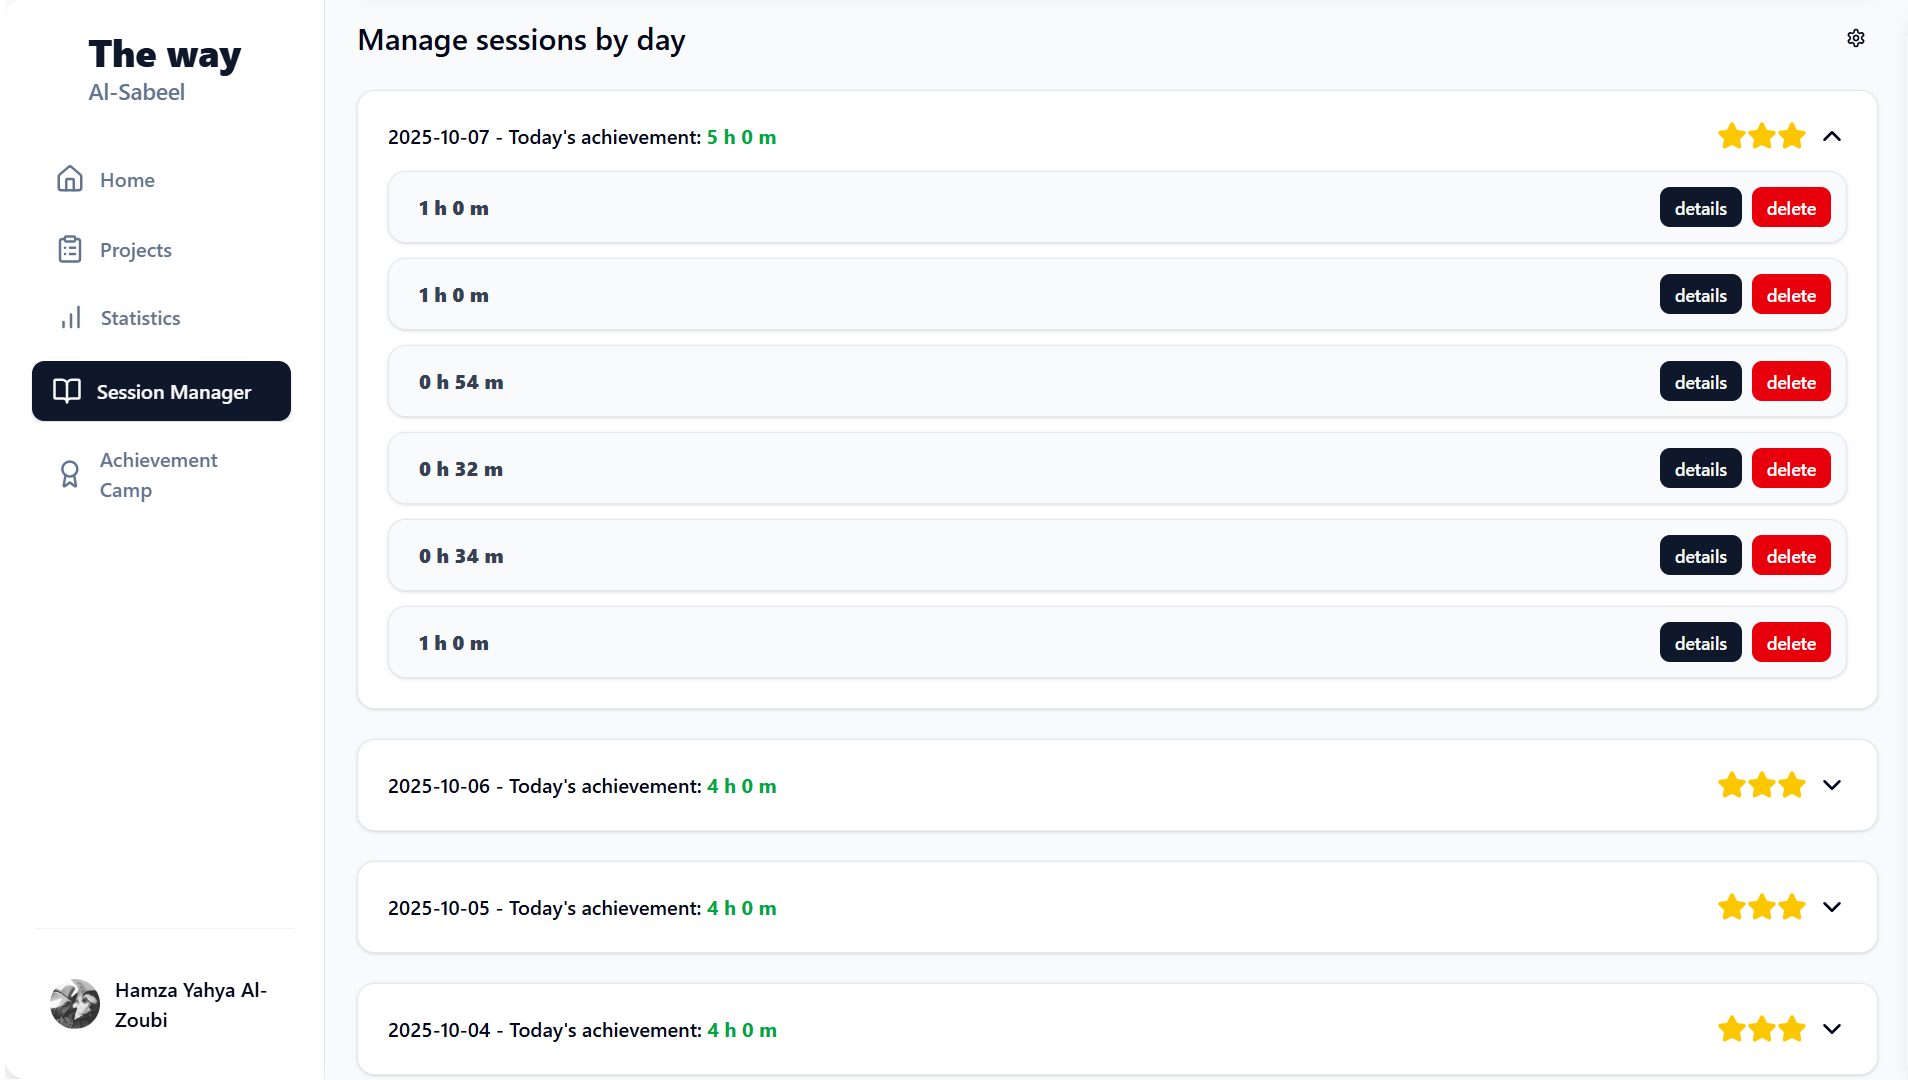 The way
Al-Sabeel
Home
Projects
Statistics
Session Manager
Achievement
Camp
Hamza Yahya Al-
Zoubi
Manage sessions by day
2025-10-07 - Today's achievement: 5 h 0 m
1 h 0 m details delete
1 h 0 m details delete
0 h 54 m details delete
0 h 32 m details delete
0 h 34 m details delete
1 h 0 m details delete
2025-10-06 - Today's achievement: 4 h 0 m
2025-10-05 - Today's achievement: 4 h 0 m
2025-10-04 - Today's achievement: 4 h 0 m